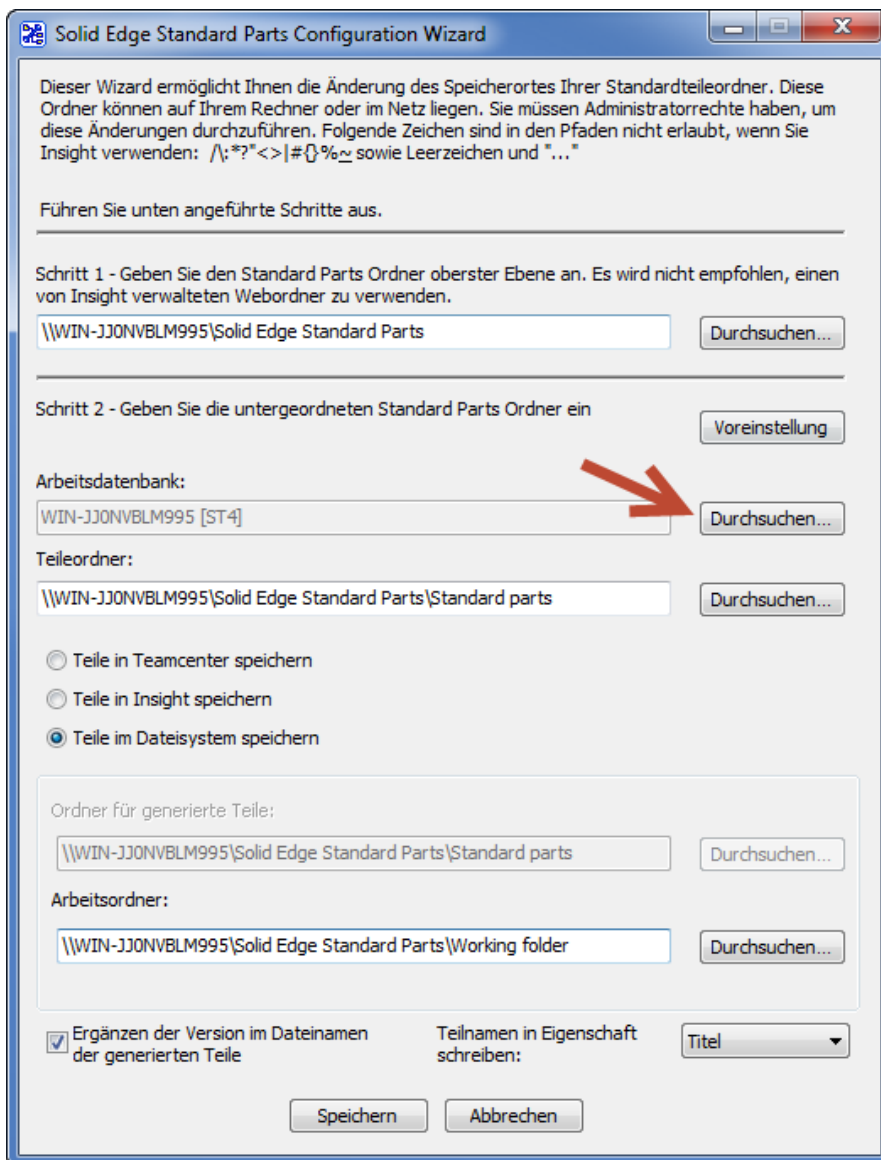 Solid Edge Standard Parts Configuration Wizard
Dieser Wizard ermöglicht Ihnen die Änderung des Speicherortes Ihrer Standardteileordner. Diese
Ordner können auf Ihrem Rechner oder im Netz liegen. Sie müssen Administratorrechte haben, um
diese Änderungen durchzuführen. Folgende Zeichen sind in den Pfaden nicht erlaubt, wenn Sie
Insight verwenden: /\:*?"<>|#{}%~ sowie Leerzeichen und "..."
Führen Sie unten angeführte Schritte aus.
Schritt 1 - Geben Sie den Standard Parts Ordner oberster Ebene an. Es wird nicht empfohlen, einen
von Insight verwalteten Webordner zu verwenden.
\\WIN-JJ0NVBLM995\Solid Edge Standard Parts
Durchsuchen...
Schritt 2 - Geben Sie die untergeordneten Standard Parts Ordner ein
Voreinstellung
Arbeitsdatenbank:
WIN-JJ0NVBLM995 [ST4]
Durchsuchen...
Teileordner:
\\WIN-JJ0NVBLM995\Solid Edge Standard Parts\Standard parts
Durchsuchen...
Teile in Teamcenter speichern
Teile in Insight speichern
Teile im Dateisystem speichern
Ordner für generierte Teile:
\\WIN-JJ0NVBLM995\Solid Edge Standard Parts\Standard parts
Durchsuchen...
Arbeitsordner:
\\WIN-JJ0NVBLM995\Solid Edge Standard Parts\Working folder
Durchsuchen...
Ergänzen der Version im Dateinamen
der generierten Teile
Teilnamen in Eigenschaft
schreiben:
Titel
Speichern
Abbrechen